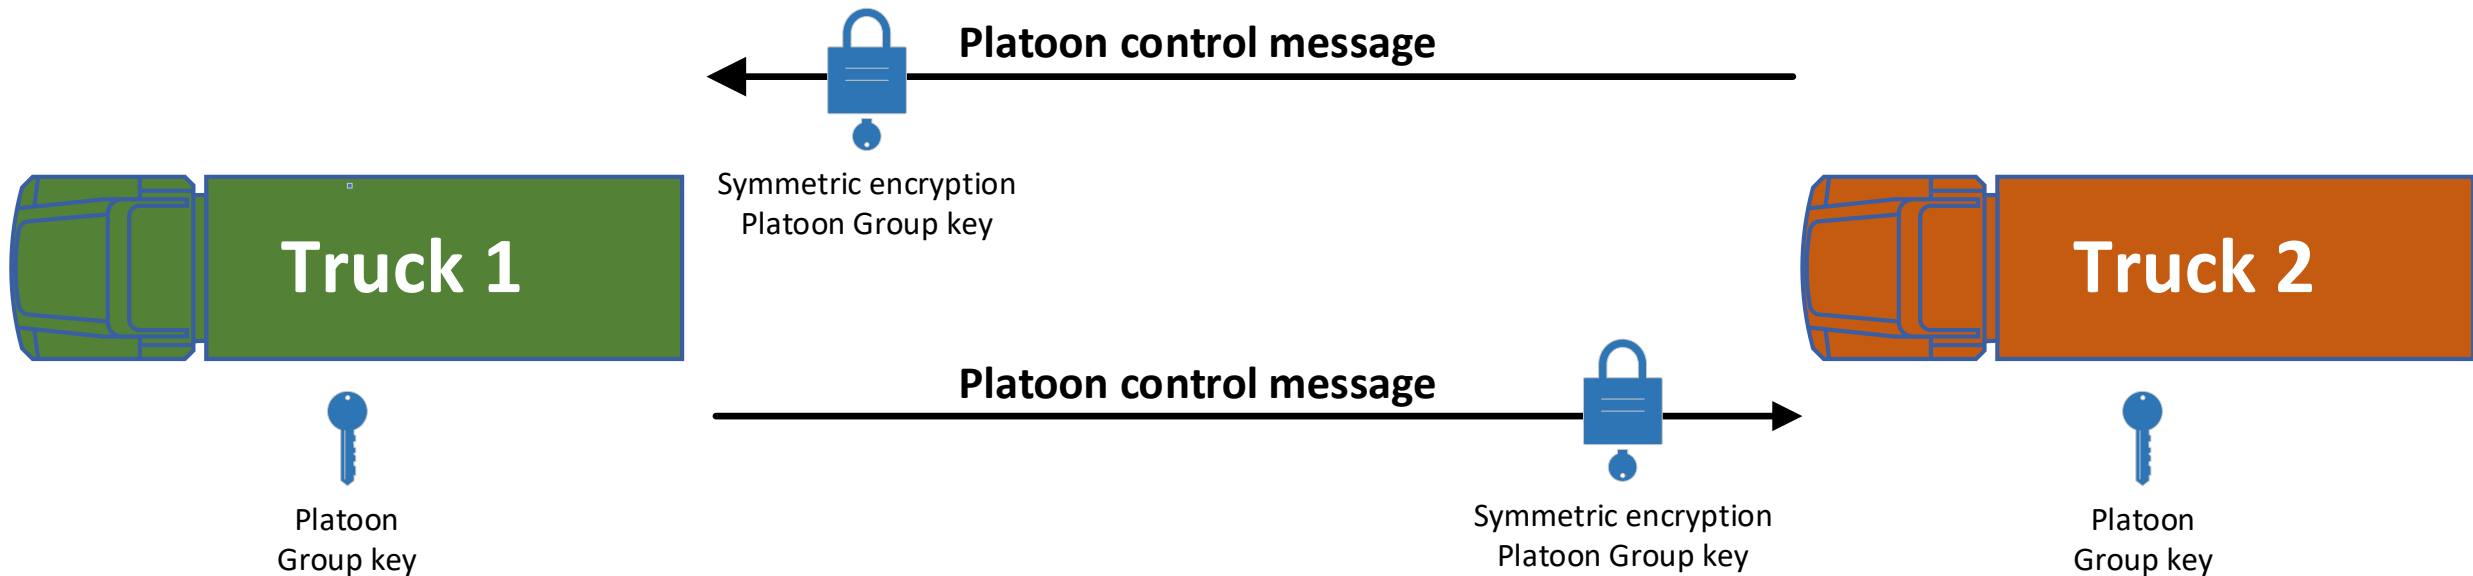 Platoon control message
Symmetric encryption
Platoon Group key
Truck 1
Truck 2
Platoon control message
Platoon
Group key
Symmetric encryption
Platoon Group key
Platoon
Group key